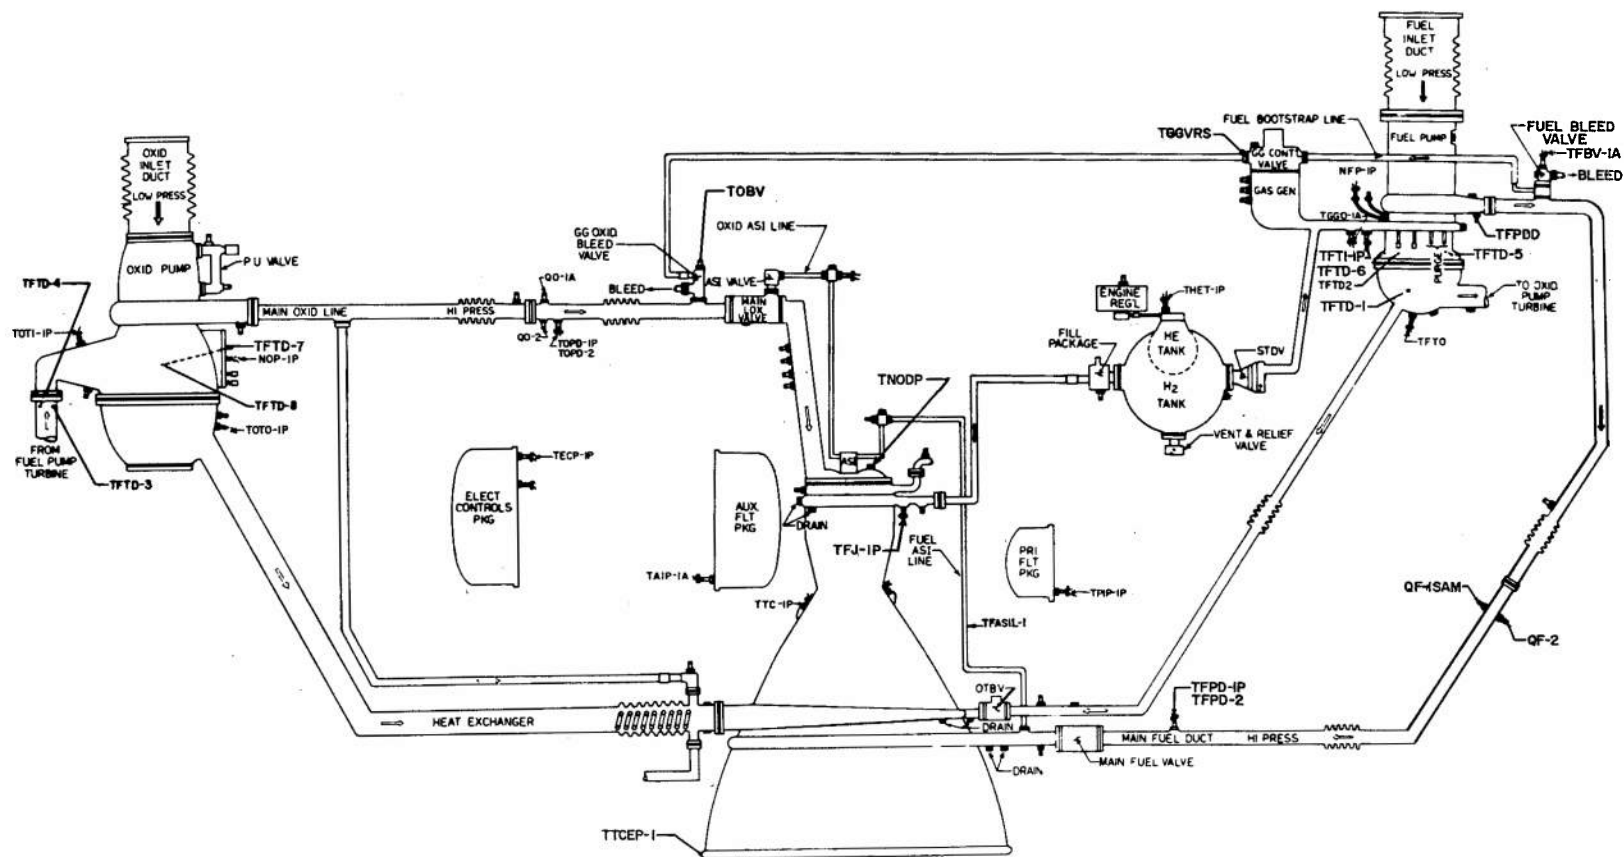 FUEL
INLET
DUCT
LOW PRESS
FUEL PUMP
FUEL BOOTSTRAP LINE
TGGVRS
GG CONT
VALVE
GAS GEN
NFP-1P
FUEL BLEED
VALVE
TFBV-1A
BLEED
TGGO-1A
TFPDD
TFTI-1P
TFTD-6
TFTD2
TFTD-1
PURGE
TFTD-5
TO OXID
PUMP
TURBINE
TFTO
OXID
INLET
DUCT
LOW PRESS
OXID PUMP
P U VALVE
TFTD-4
TOTI-1P
TFTD-7
NOP-1P
TFTD-8
TOTO-1P
FROM
FUEL PUMP
TURBINE
TFTD-3
MAIN OXID LINE
HI PRESS
QO-1A
QO-2
TOPD-1P
TOPD-2
GG OXID
BLEED
VALVE
TOBV
BLEED
OXID ASI LINE
ASI VALVE
MAIN
LOX
VALVE
ENGINE
REG'L
THET-1P
FILL
PACKAGE
HE
TANK
H2
TANK
STDV
VENT & RELIEF
VALVE
TNODP
ASI
TECP-1P
ELECT
CONTROLS
PKG
AUX.
FLT
PKG
TAIP-1A
DRAIN
TFJ-1P
FUEL
ASI
LINE
PRI
FLT
PKG
TPIP-1P
TTC-1P
TFASIL-1
QF-1SAM
QF-2
OTBV
TFPD-1P
TFPD-2
HEAT EXCHANGER
DRAIN
MAIN FUEL DUCT
HI PRESS
DRAIN
MAIN FUEL VALVE
TTCEP-1